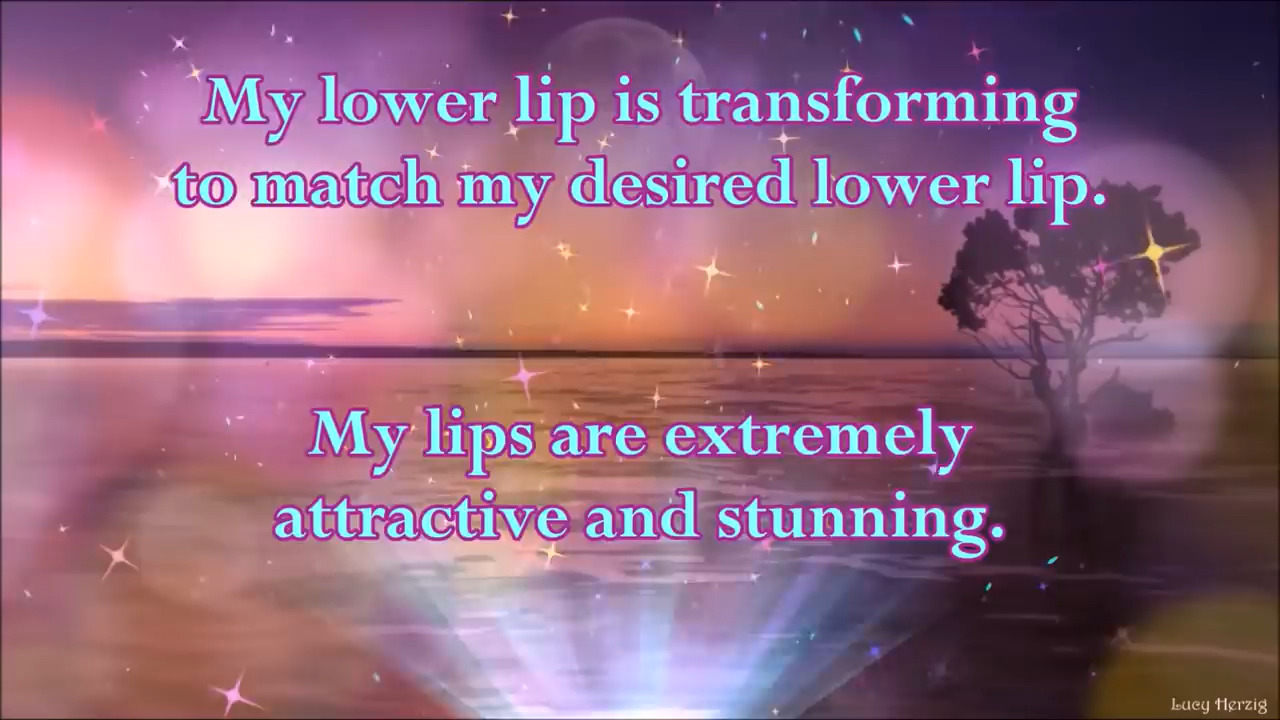 My lower lip is transforming
to match my desired lower lip.
My lips are extremely
attractive and stunning.
Lucy Herzig